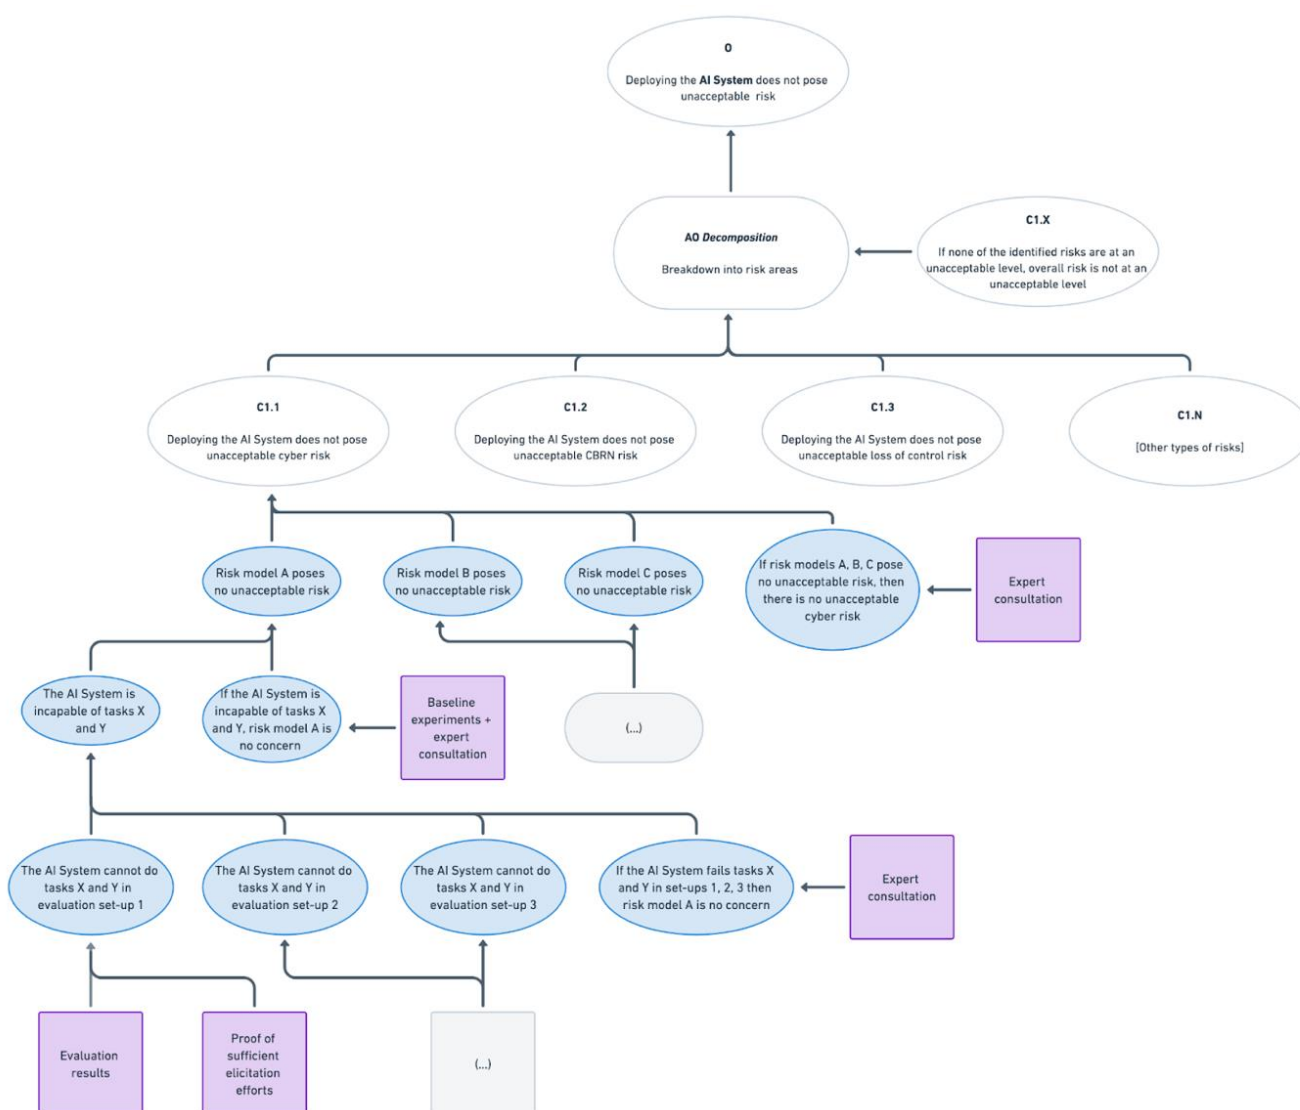 O
Deploying the AI System does not pose
unacceptable risk
AO Decomposition
Breakdown into risk areas
C1.X
If none of the identified risks are at an
unacceptable level, overall risk is not at an
unacceptable level
C1.1
Deploying the AI System does not pose
unacceptable cyber risk
C1.2
Deploying the AI System does not pose
unacceptable CBRN risk
C1.3
Deploying the AI System does not pose
unacceptable loss of control risk
C1.N
[Other types of risks]
Risk model A poses
no unacceptable risk
Risk model B poses
no unacceptable risk
Risk model C poses
no unacceptable risk
If risk models A, B, C pose
no unacceptable risk, then
there is no unacceptable
cyber risk
Expert
consultation
The AI System is
incapable of tasks X
and Y
If the AI System is
incapable of tasks X
and Y, risk model A is
no concern
Baseline
experiments +
expert
consultation
(...)
The AI System cannot do
tasks X and Y in
evaluation set-up 1
The AI System cannot do
tasks X and Y in
evaluation set-up 2
The AI System cannot do
tasks X and Y in
evaluation set-up 3
If the AI System fails tasks X
and Y in set-ups 1, 2, 3 then
risk model A is no concern
Expert
consultation
Evaluation
results
Proof of
sufficient
elicitation
efforts
(...)